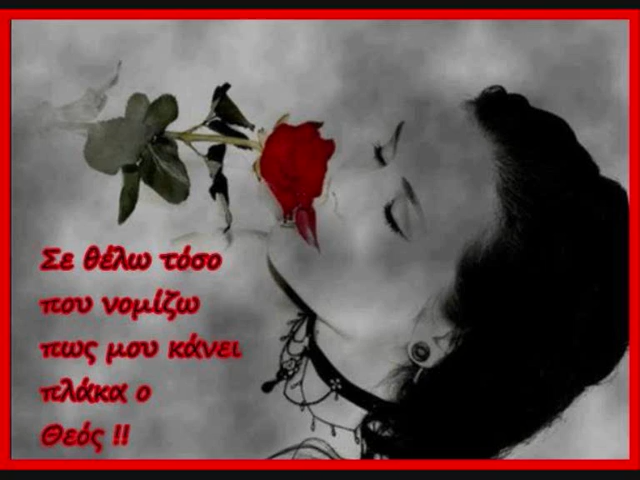 Σε θέλω τόσο
που νομίζω
πως μου κάνει
πλάκα ο
Θεός !!